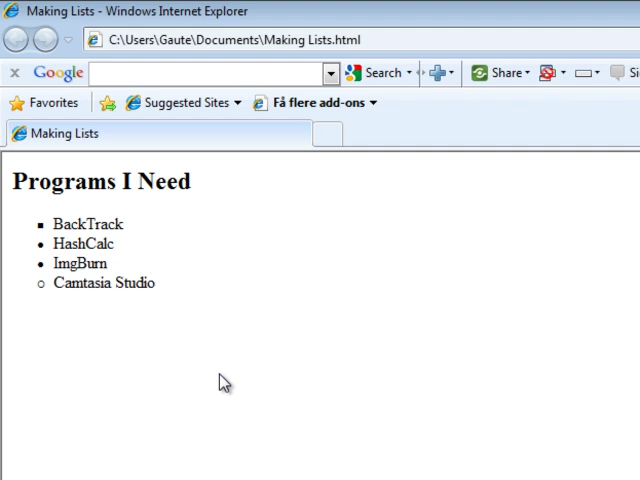 Making Lists - Windows Internet Explorer
C:\Users\Gaute\Documents\Making Lists.html
x Google Search Share Si
Favorites Suggested Sites Få flere add-ons
Making Lists
Programs I Need
BackTrack
HashCalc
ImgBurn
Camtasia Studio